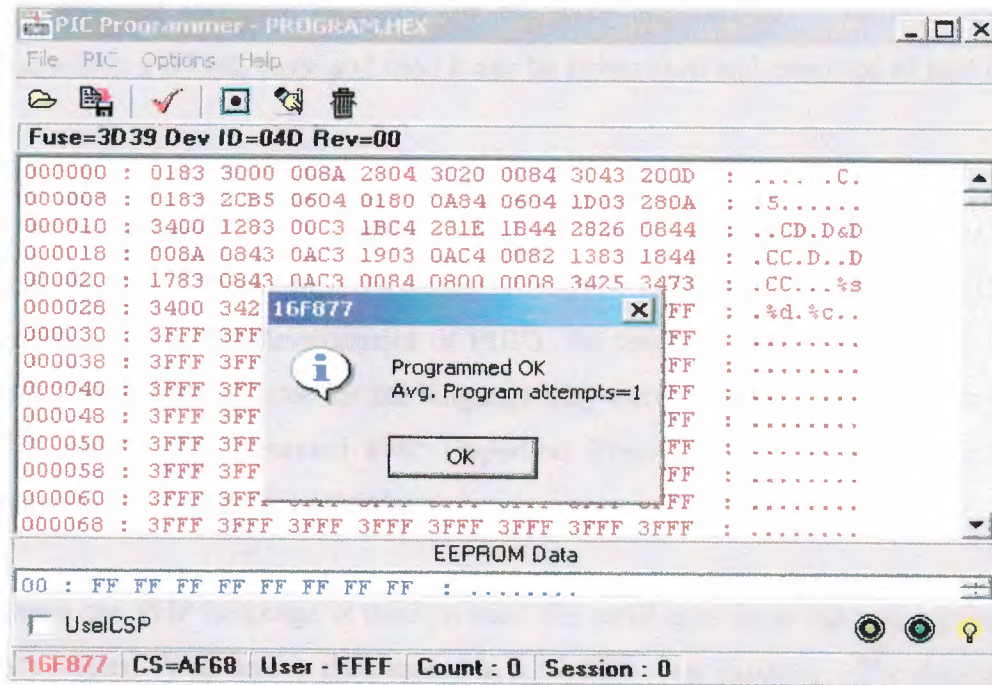 PIC Programmer - PROGRAM.HEX
File PIC Options Help
Fuse=3D39 Dev ID=04D Rev=00
000000 : 0183 3000 008A 2804 3020 0084 3043 200D : ..... .C.
000008 : 0183 2CB5 0604 0180 0A84 0604 1D03 280A : .5......
000010 : 3400 1283 00C3 1BC4 281E 1B44 2826 0844 : ..CD.D&D
000018 : 008A 0843 0AC3 1903 0AC4 0082 1383 1844 : .CC.D..D
000020 : 1783 0843 0AC3 0084 0800 0008 3425 3473 : .CC...%s
000028 : 3400 342 FF : .%d.%c..
000030 : 3FFF 3FF FF : ........
000038 : 3FFF 3FF FF : ........
000040 : 3FFF 3FF FF : ........
000048 : 3FFF 3FF FF : ........
000050 : 3FFF 3FF FF : ........
000058 : 3FFF 3FF FF : ........
000060 : 3FFF 3FF : ........
000068 : 3FFF 3FFF 3FFF 3FFF 3FFF 3FFF 3FFF 3FFF : ........
16F877
Programmed OK
Avg. Program attempts=1
OK
EEPROM Data
00 : FF FF FF FF FF FF FF FF : ........
UseICSP
16F877 CS=AF68 User - FFFF Count : 0 Session : 0